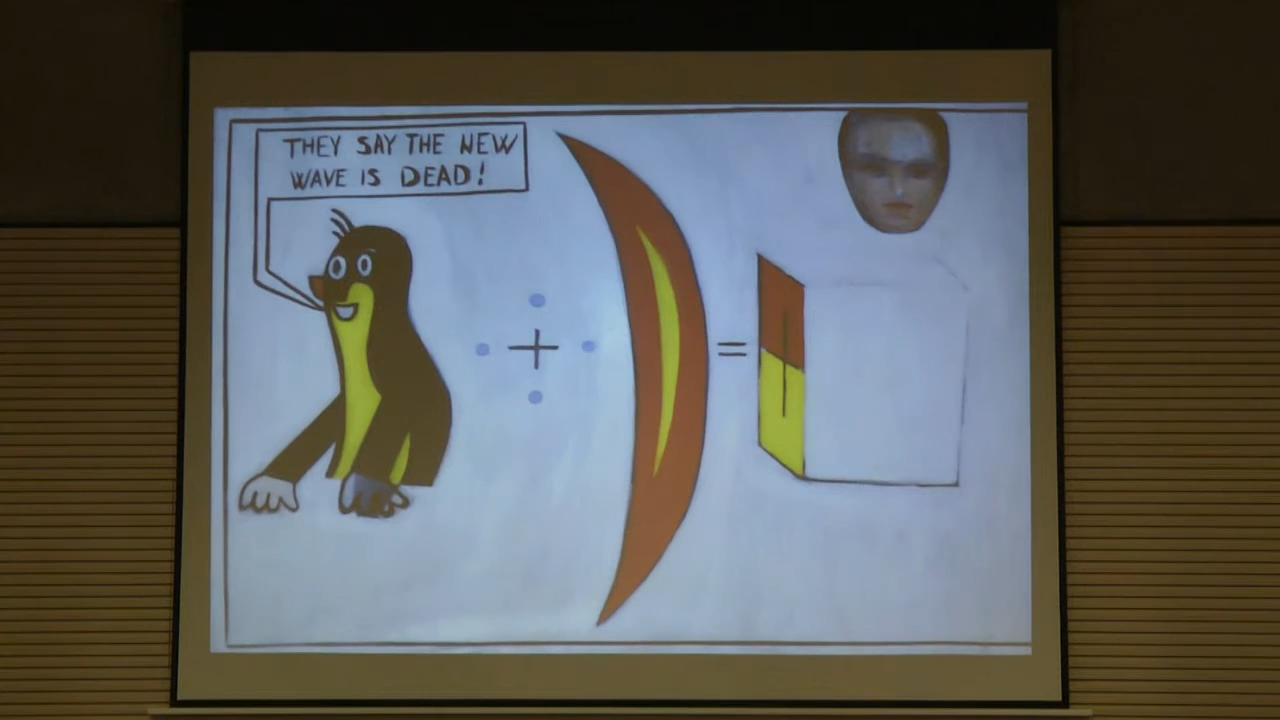 THEY SAY THE NEW
WAVE IS DEAD!
+
=